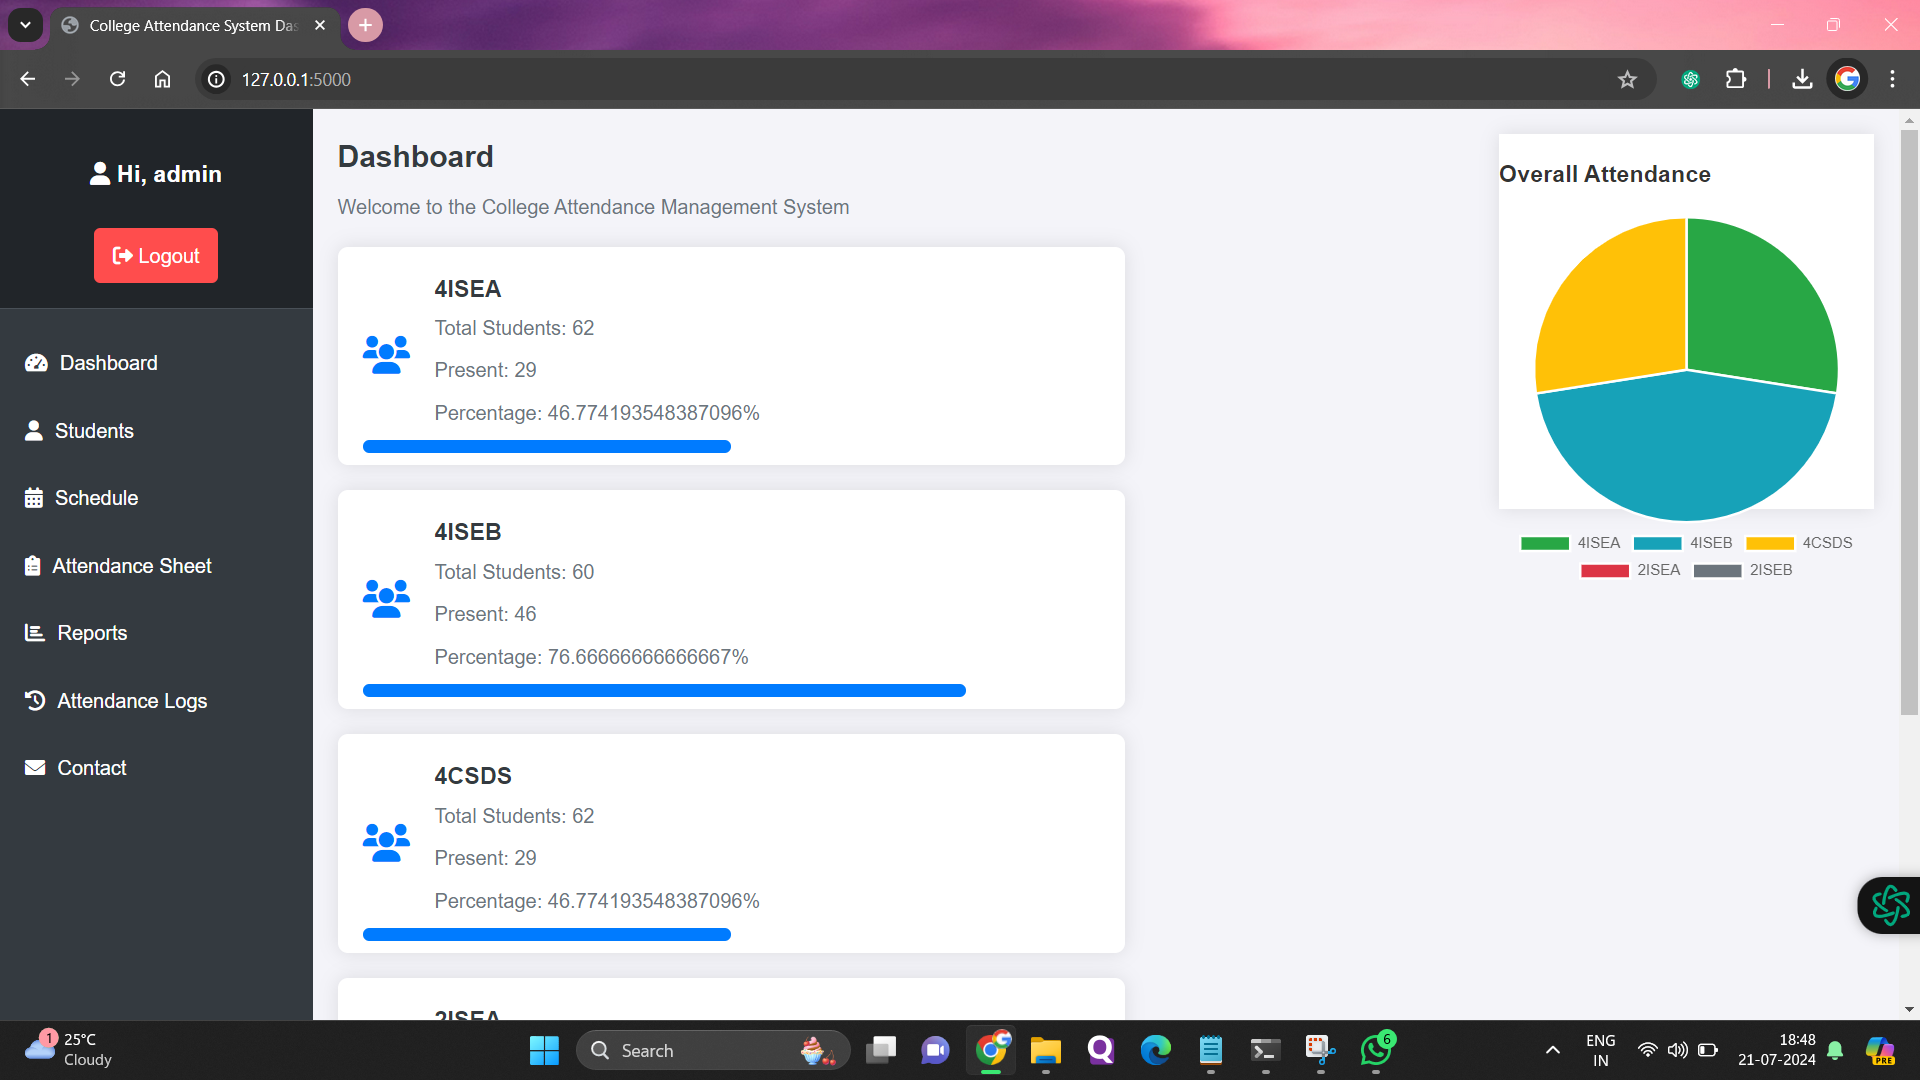 College Attendance System Das
127.0.0.1:5000
Hi, admin
Logout
Dashboard
Students
Schedule
Attendance Sheet
Reports
Attendance Logs
Contact
Dashboard
Welcome to the College Attendance Management System
4ISEA
Total Students: 62
Present: 29
Percentage: 46.774193548387096%
4ISEB
Total Students: 60
Present: 46
Percentage: 76.66666666666667%
4CSDS
Total Students: 62
Present: 29
Percentage: 46.774193548387096%
2ISEA
Overall Attendance
4ISEA 4ISEB 4CSDS
2ISEA 2ISEB
1
25°C
Cloudy
Search
6
ENG
IN
18:48
21-07-2024
PRE